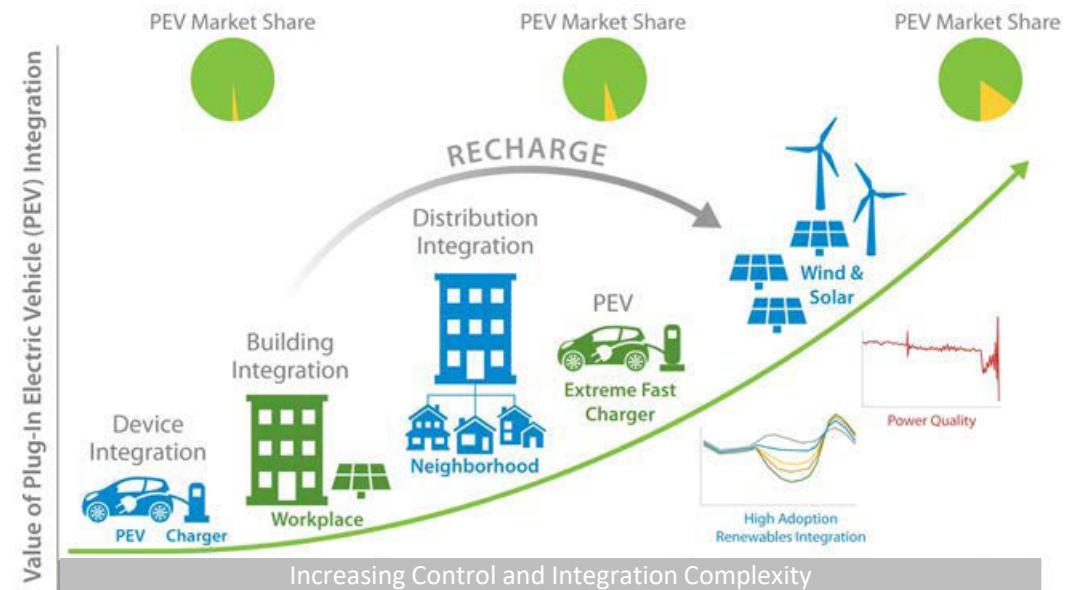 PEV Market Share
PEV Market Share
PEV Market Share
Value of Plug-In Electric Vehicle (PEV) Integration
RECHARGE
Distribution
Integration
Wind &
Solar
PEV
Building
Integration
Extreme Fast
Charger
Device
Integration
Power Quality
Neighborhood
Workplace
PEV Charger
High Adoption
Renewables Integration
Increasing Control and Integration Complexity